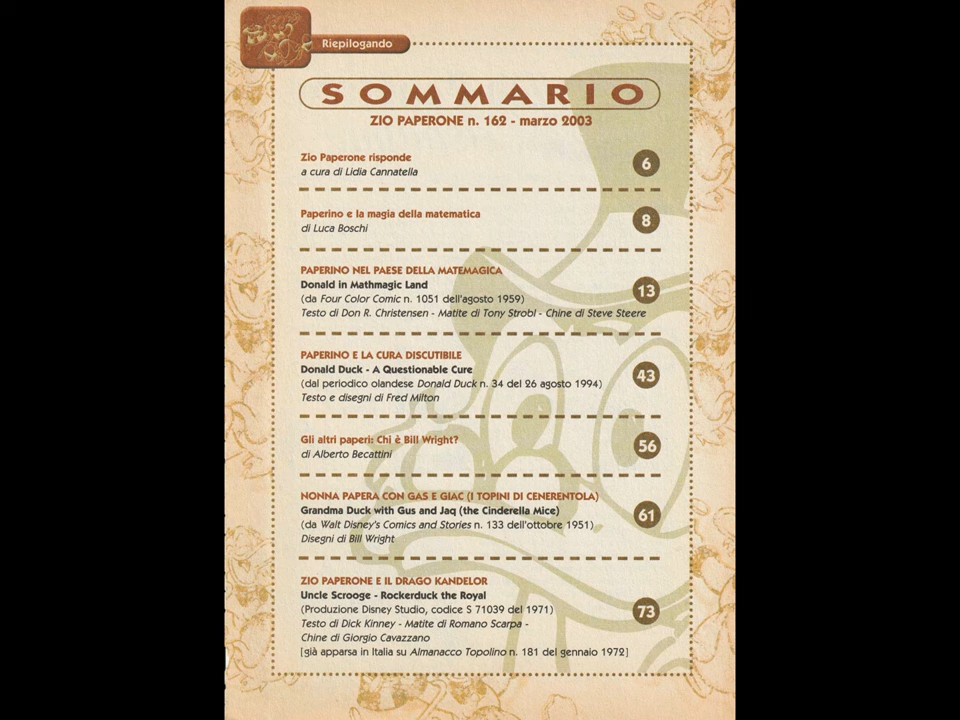 Riepilogando
SOMMARIO
ZIO PAPERONE n. 162 - marzo 2003
Zio Paperone risponde
a cura di Lidia Cannatella
6
Paperino e la magia della matematica
di Luca Boschi
8
PAPERINO NEL PAESE DELLA MATEMAGICA
Donald in Mathmagic Land
(da Four Color Comic n. 1051 dell'agosto 1959)
Testo di Don R. Christensen - Matite di Tony Strobl - Chine di Steve Steere
13
PAPERINO E LA CURA DISCUTIBILE
Donald Duck - A Questionable Cure
(dal periodico olandese Donald Duck n. 34 del 26 agosto 1994)
Testo e disegni di Fred Milton
43
Gli altri paperi: Chi è Bill Wright?
di Alberto Becattini
56
NONNA PAPERA CON GAS E GIAC (I TOPINI DI CENERENTOLA)
Grandma Duck with Gus and Jaq (the Cinderella Mice)
(da Walt Disney's Comics and Stories n. 133 dell'ottobre 1951)
Disegni di Bill Wright
61
ZIO PAPERONE E IL DRAGO KANDELOR
Uncle Scrooge - Rockerduck the Royal
(Produzione Disney Studio, codice S 71039 del 1971)
Testo di Dick Kinney - Matite di Romano Scarpa -
Chine di Giorgio Cavazzano
[già apparsa in Italia su Almanacco Topolino n. 181 del gennaio 1972]
73